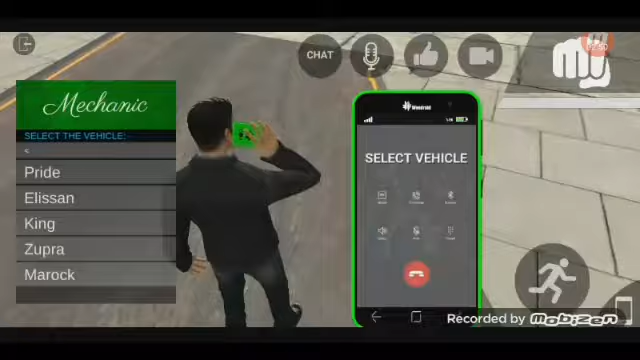 CHAT
Mechanic
SELECT THE VEHICLE:
<
Pride
Elissan
King
Zupra
Marock
SELECT VEHICLE
Recorded by Mobizen